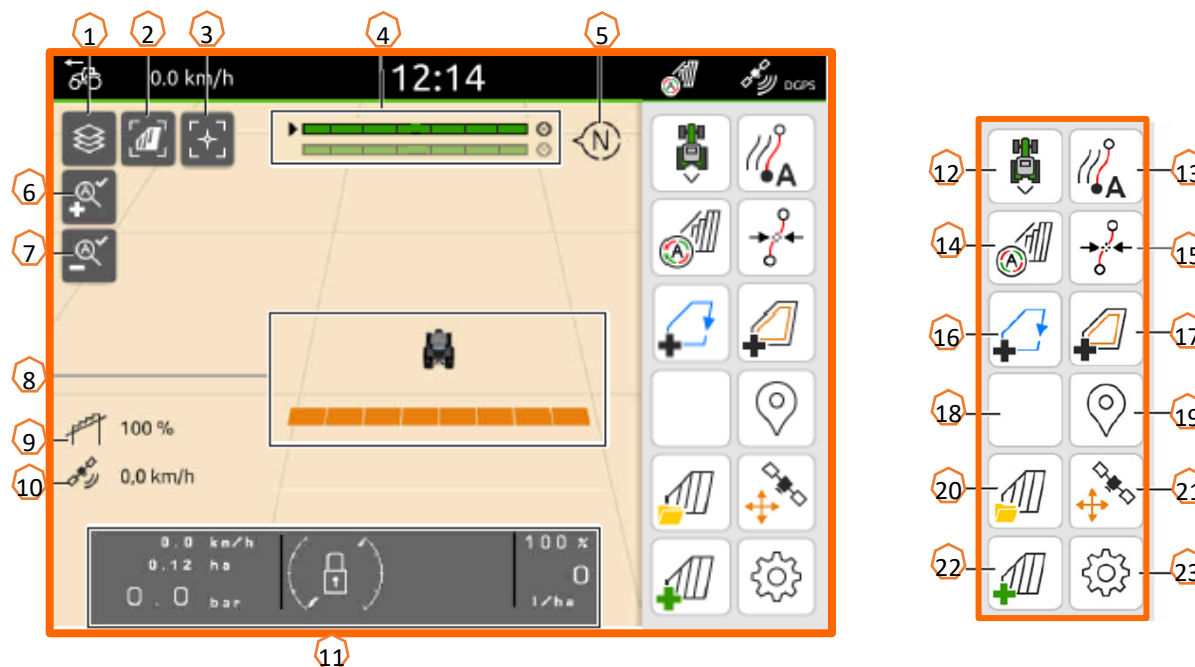 1 2 3 4 5
0.0 km/h 12:14 DGPS
N
A
A 12 13
6 A
7 A
A 14 A 15
16 17
8
9 100 %
18 19
10 0,0 km/h
20 21
0.0 km/h 100 %
0.12 ha 0
0.0 bar l/ha
22 23
11